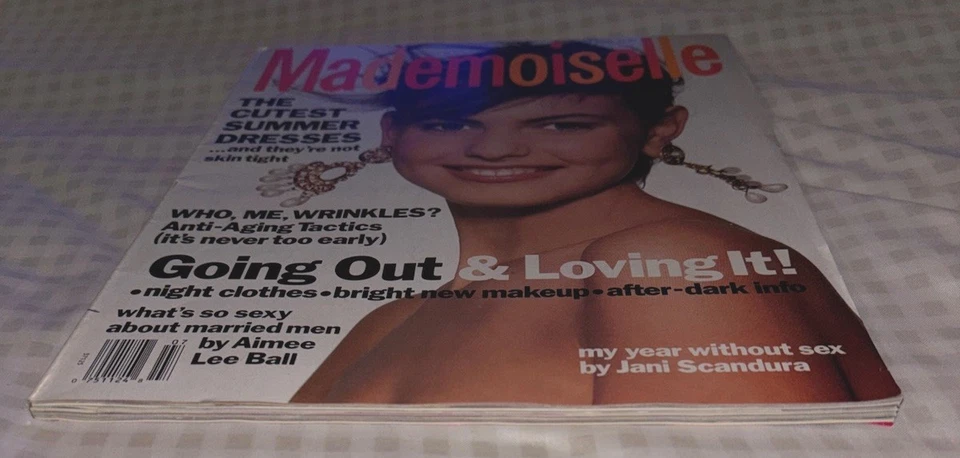 Mademoiselle
THE
CUTEST
SUMMER
DRESSES
...and they're not
skin tight
WHO, ME, WRINKLES?
Anti-Aging Tactics
(it's never too early)
Going Out & Loving It!
•night clothes•bright new makeup•after-dark info
what's so sexy
about married men
by Aimee
Lee Ball
my year without sex
by Jani Scandura
07